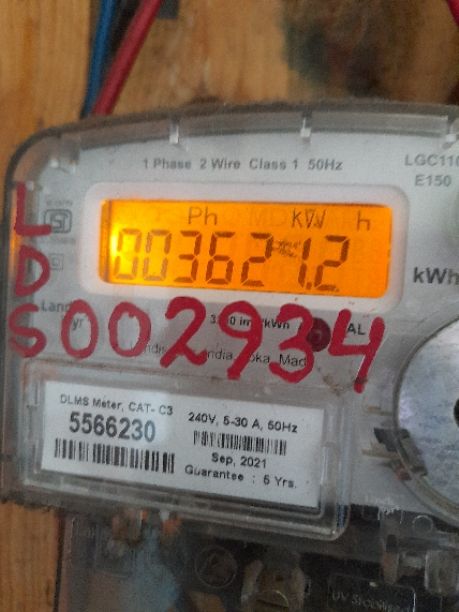 1 Phase 2 Wire Class 1 50Hz
LGC110
E150
Ph kW h
003621.2
kWh
LDS002934
DLMS Meter, CAT- C3
5566230
240V, 5-30 A, 50Hz
Sep, 2021
Guarantee : 5 Yrs.